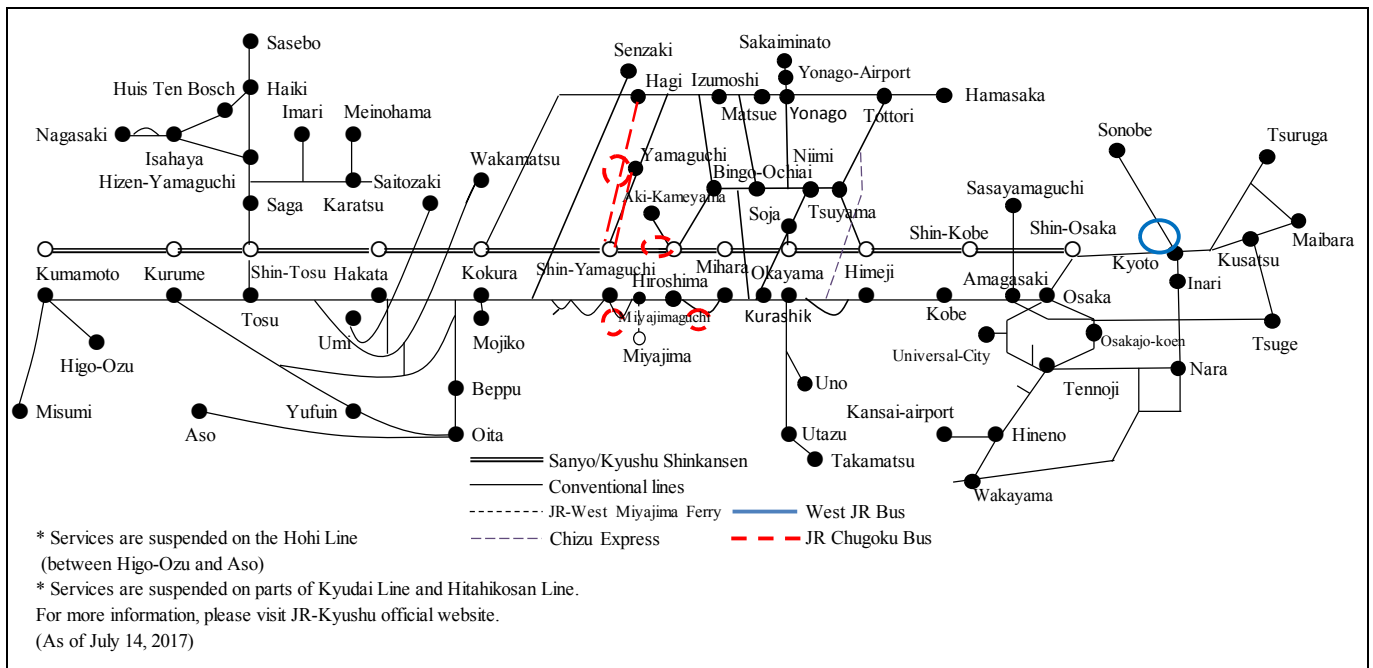 Sasebo
Senzaki
Sakaiminato
Yonago-Airport
Huis Ten Bosch
Haiki
Imari
Meinohama
Hagi
Izumoshi
Matsue
Yonago
Tottori
Hamasaka
Sonobe
Tsuruga
Nagasaki
Isahaya
Wakamatsu
Yamaguchi
Niimi
Hizen-Yamaguchi
Saitozaki
Bingo-Ochiai
Aki-Kameyama
Sasayamaguchi
Saga
Karatsu
Soja
Tsuyama
Shin-Kobe
Shin-Osaka
Maibara
Kumamoto
Kurume
Shin-Tosu
Hakata
Kokura
Shin-Yamaguchi
Mihara
Okayama
Himeji
Kyoto
Kusatsu
Hiroshima
Amagasaki
Inari
Tosu
Umi
Mojiko
Miyajimaguchi
Kurashik
Kobe
Osaka
Higo-Ozu
Miyajima
Universal-City
Osakajo-koen
Tsuge
Misumi
Aso
Yufuin
Beppu
Uno
Tennoji
Nara
Kansai-airport
Oita
Utazu
Hineno
Takamatsu
Wakayama
Sanyo/Kyushu Shinkansen
Conventional lines
JR-West Miyajima Ferry
West JR Bus
Chizu Express
JR Chugoku Bus
* Services are suspended on the Hohi Line
(between Higo-Ozu and Aso)
* Services are suspended on parts of Kyudai Line and Hitahikosan Line.
For more information, please visit JR-Kyushu official website.
(As of July 14, 2017)